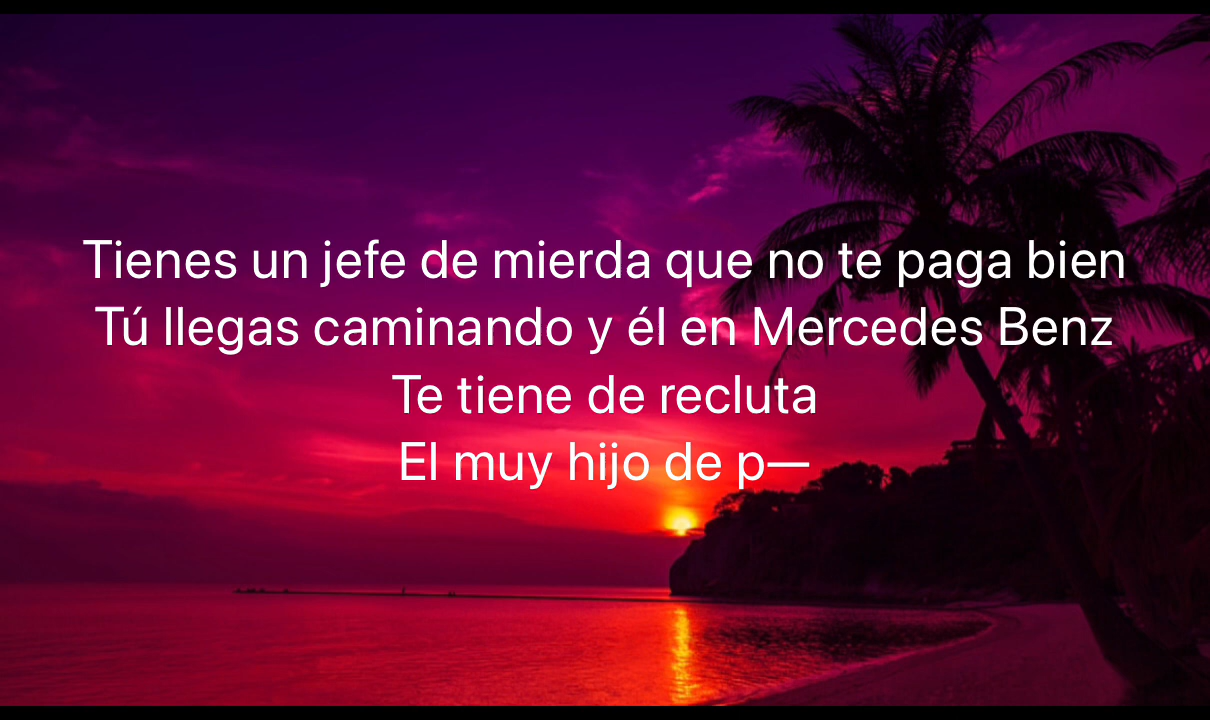 Tienes un jefe de mierda que no te paga bien
Tú llegas caminando y él en Mercedes Benz
Te tiene de recluta
El muy hijo de p—